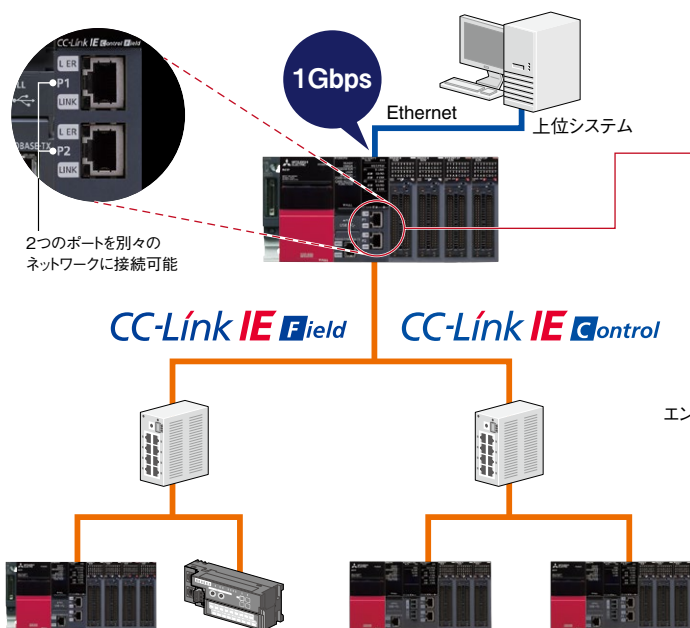 CC-Link IE Control Field
L ER
P1
LINK
L ER
P2
LINK
1Gbps
Ethernet
上位システム
2つのポートを別々の
ネットワークに接続可能
CC-Link IE Field
CC-Link IE Control
エン